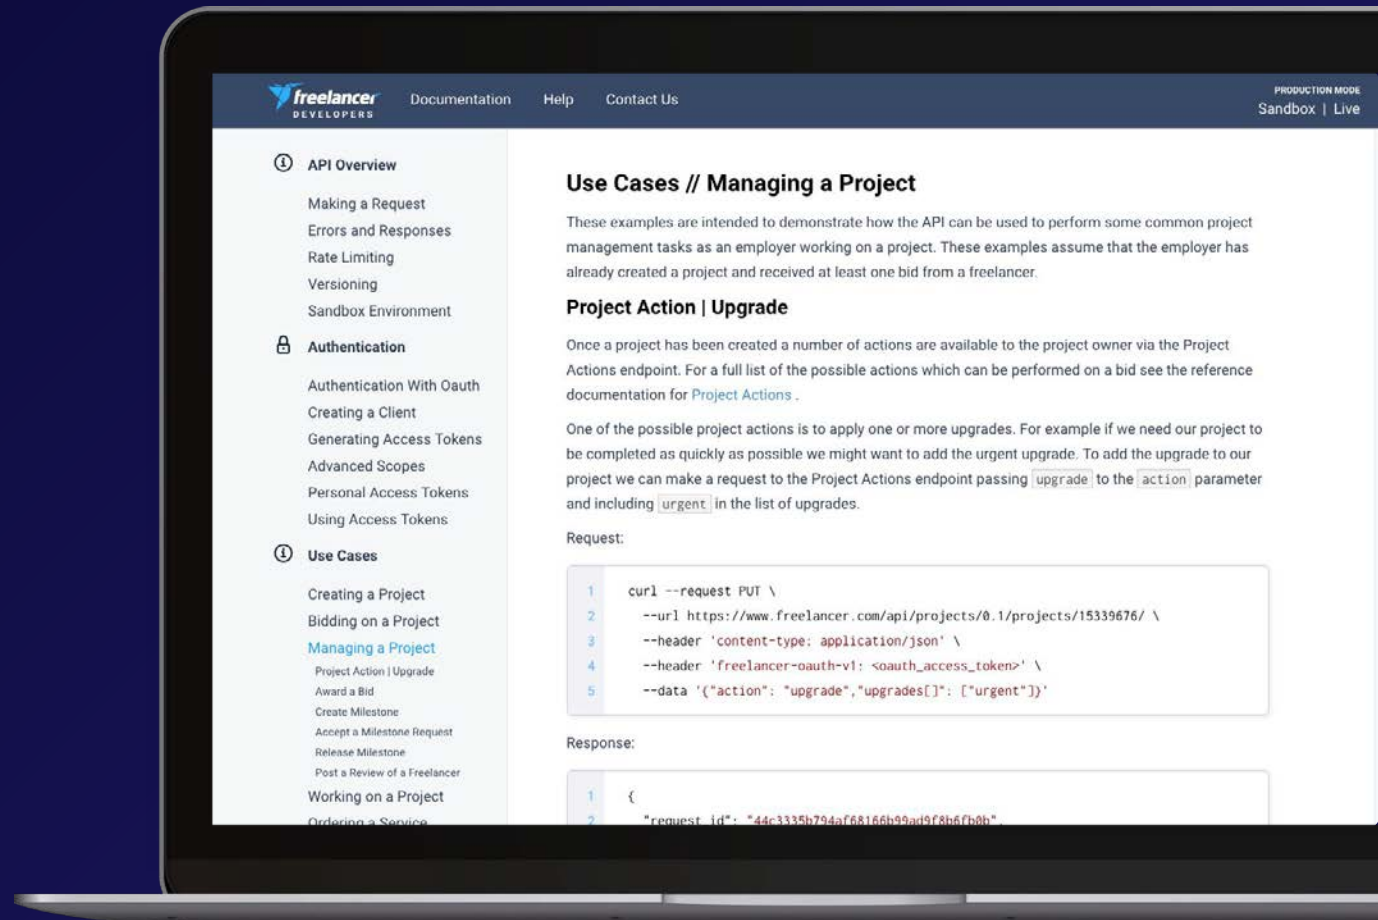 freelancer
DEVELOPERS
Documentation
Help
Contact Us
PRODUCTION MODE
Sandbox | Live
API Overview
Making a Request
Errors and Responses
Rate Limiting
Versioning
Sandbox Environment
Authentication
Authentication With Oauth
Creating a Client
Generating Access Tokens
Advanced Scopes
Personal Access Tokens
Using Access Tokens
Use Cases
Creating a Project
Bidding on a Project
Managing a Project
Project Action | Upgrade
Award a Bid
Create Milestone
Accept a Milestone Request
Release Milestone
Post a Review of a Freelancer
Working on a Project
Ordering a Service
Use Cases // Managing a Project
These examples are intended to demonstrate how the API can be used to perform some common project
management tasks as an employer working on a project. These examples assume that the employer has
already created a project and received at least one bid from a freelancer.
Project Action | Upgrade
Once a project has been created a number of actions are available to the project owner via the Project
Actions endpoint. For a full list of the possible actions which can be performed on a bid see the reference
documentation for Project Actions .
One of the possible project actions is to apply one or more upgrades. For example if we need our project to
be completed as quickly as possible we might want to add the urgent upgrade. To add the upgrade to our
project we can make a request to the Project Actions endpoint passing upgrade to the action parameter
and including urgent in the list of upgrades.
Request:
1 curl --request PUT \
2 --url https://www.freelancer.com/api/projects/0.1/projects/15339676/ \
3 --header 'content-type: application/json' \
4 --header 'freelancer-oauth-v1: <oauth_access_token>' \
5 --data '{"action": "upgrade","upgrades[]": ["urgent"]}'
Response:
1 {
2 "request_id": "44c3335b794af68166b99ad9f8b6fb0b",